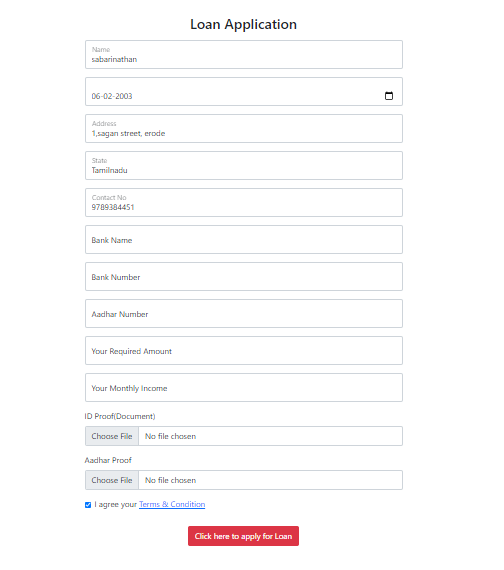 Loan Application
Name
sabarinathan
06-02-2003
Address
1,sagan street, erode
State
Tamilnadu
Contact No
9789384451
Bank Name
Bank Number
Aadhar Number
Your Required Amount
Your Monthly Income
ID Proof(Document)
Choose File No file chosen
Aadhar Proof
Choose File No file chosen
I agree your Terms & Condition
Click here to apply for Loan